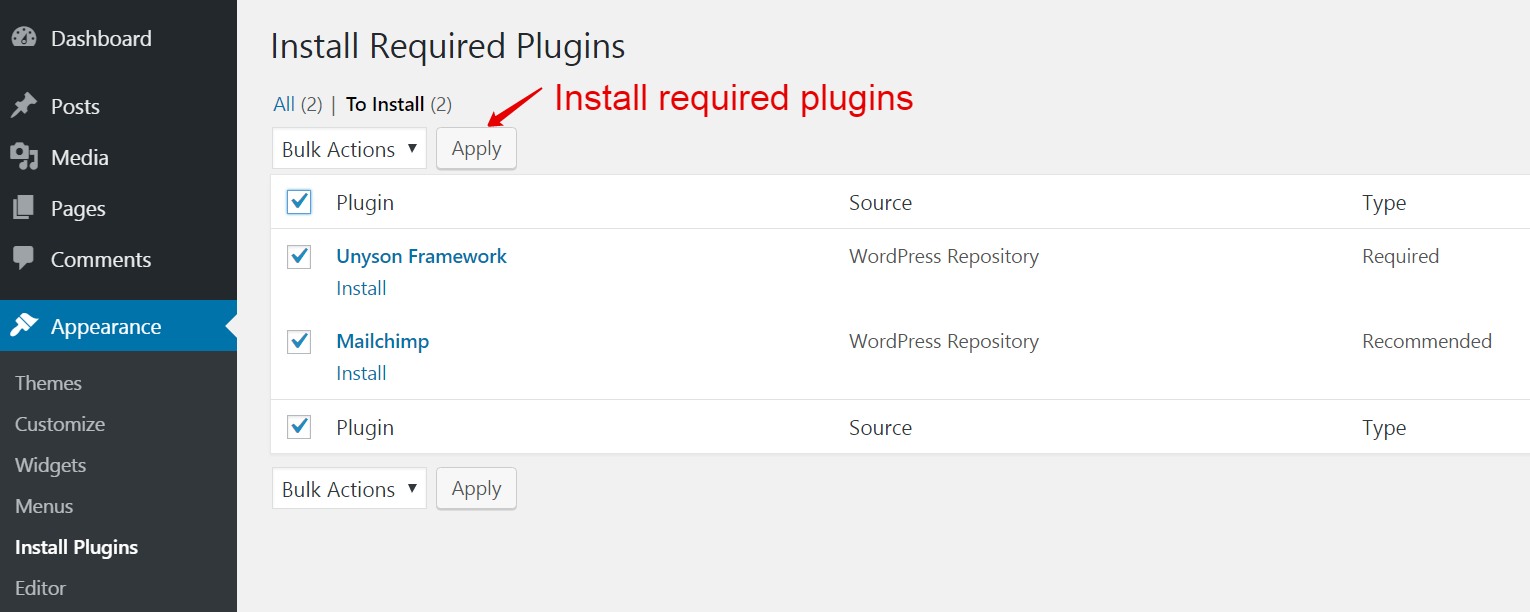 Dashboard
Posts
Media
Pages
Comments
Appearance
Themes
Customize
Widgets
Menus
Install Plugins
Editor
Install Required Plugins
All (2) | To Install (2)
Install required plugins
Bulk Actions Apply
Plugin Source Type
Unyson Framework WordPress Repository Required
Install
Mailchimp WordPress Repository Recommended
Install
Plugin Source Type
Bulk Actions Apply